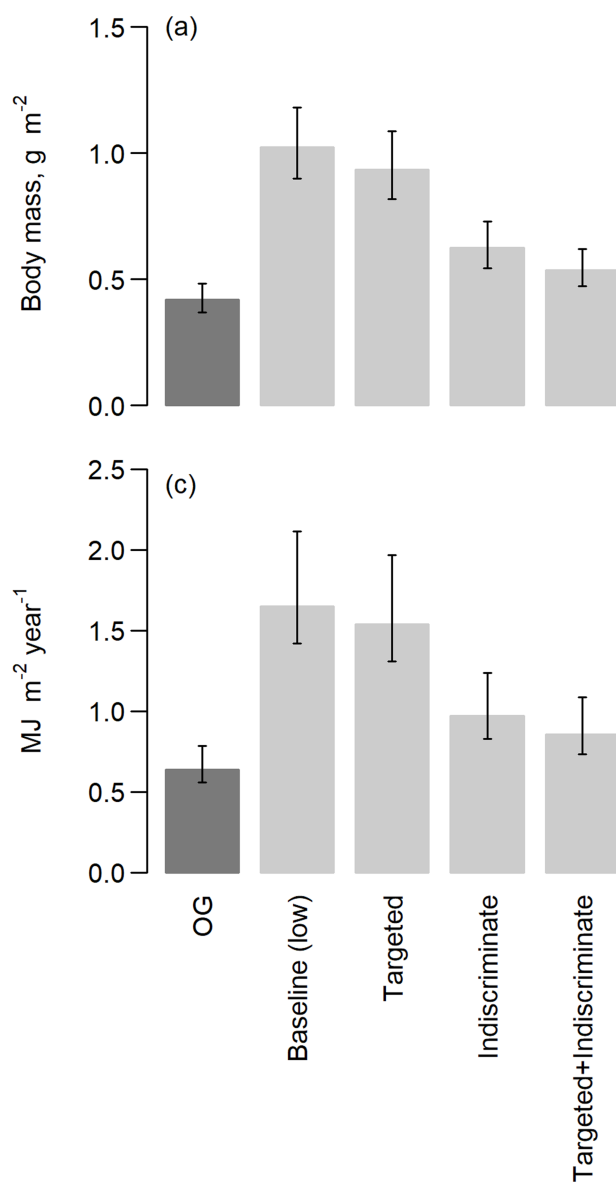 (a)
1.5
1.0
0.5
0.0
Body mass, g m⁻²
(c)
2.5
2.0
1.5
1.0
0.5
0.0
MJ m⁻² year⁻¹
OG
Baseline (low)
Targeted
Indiscriminate
Targeted+Indiscriminate